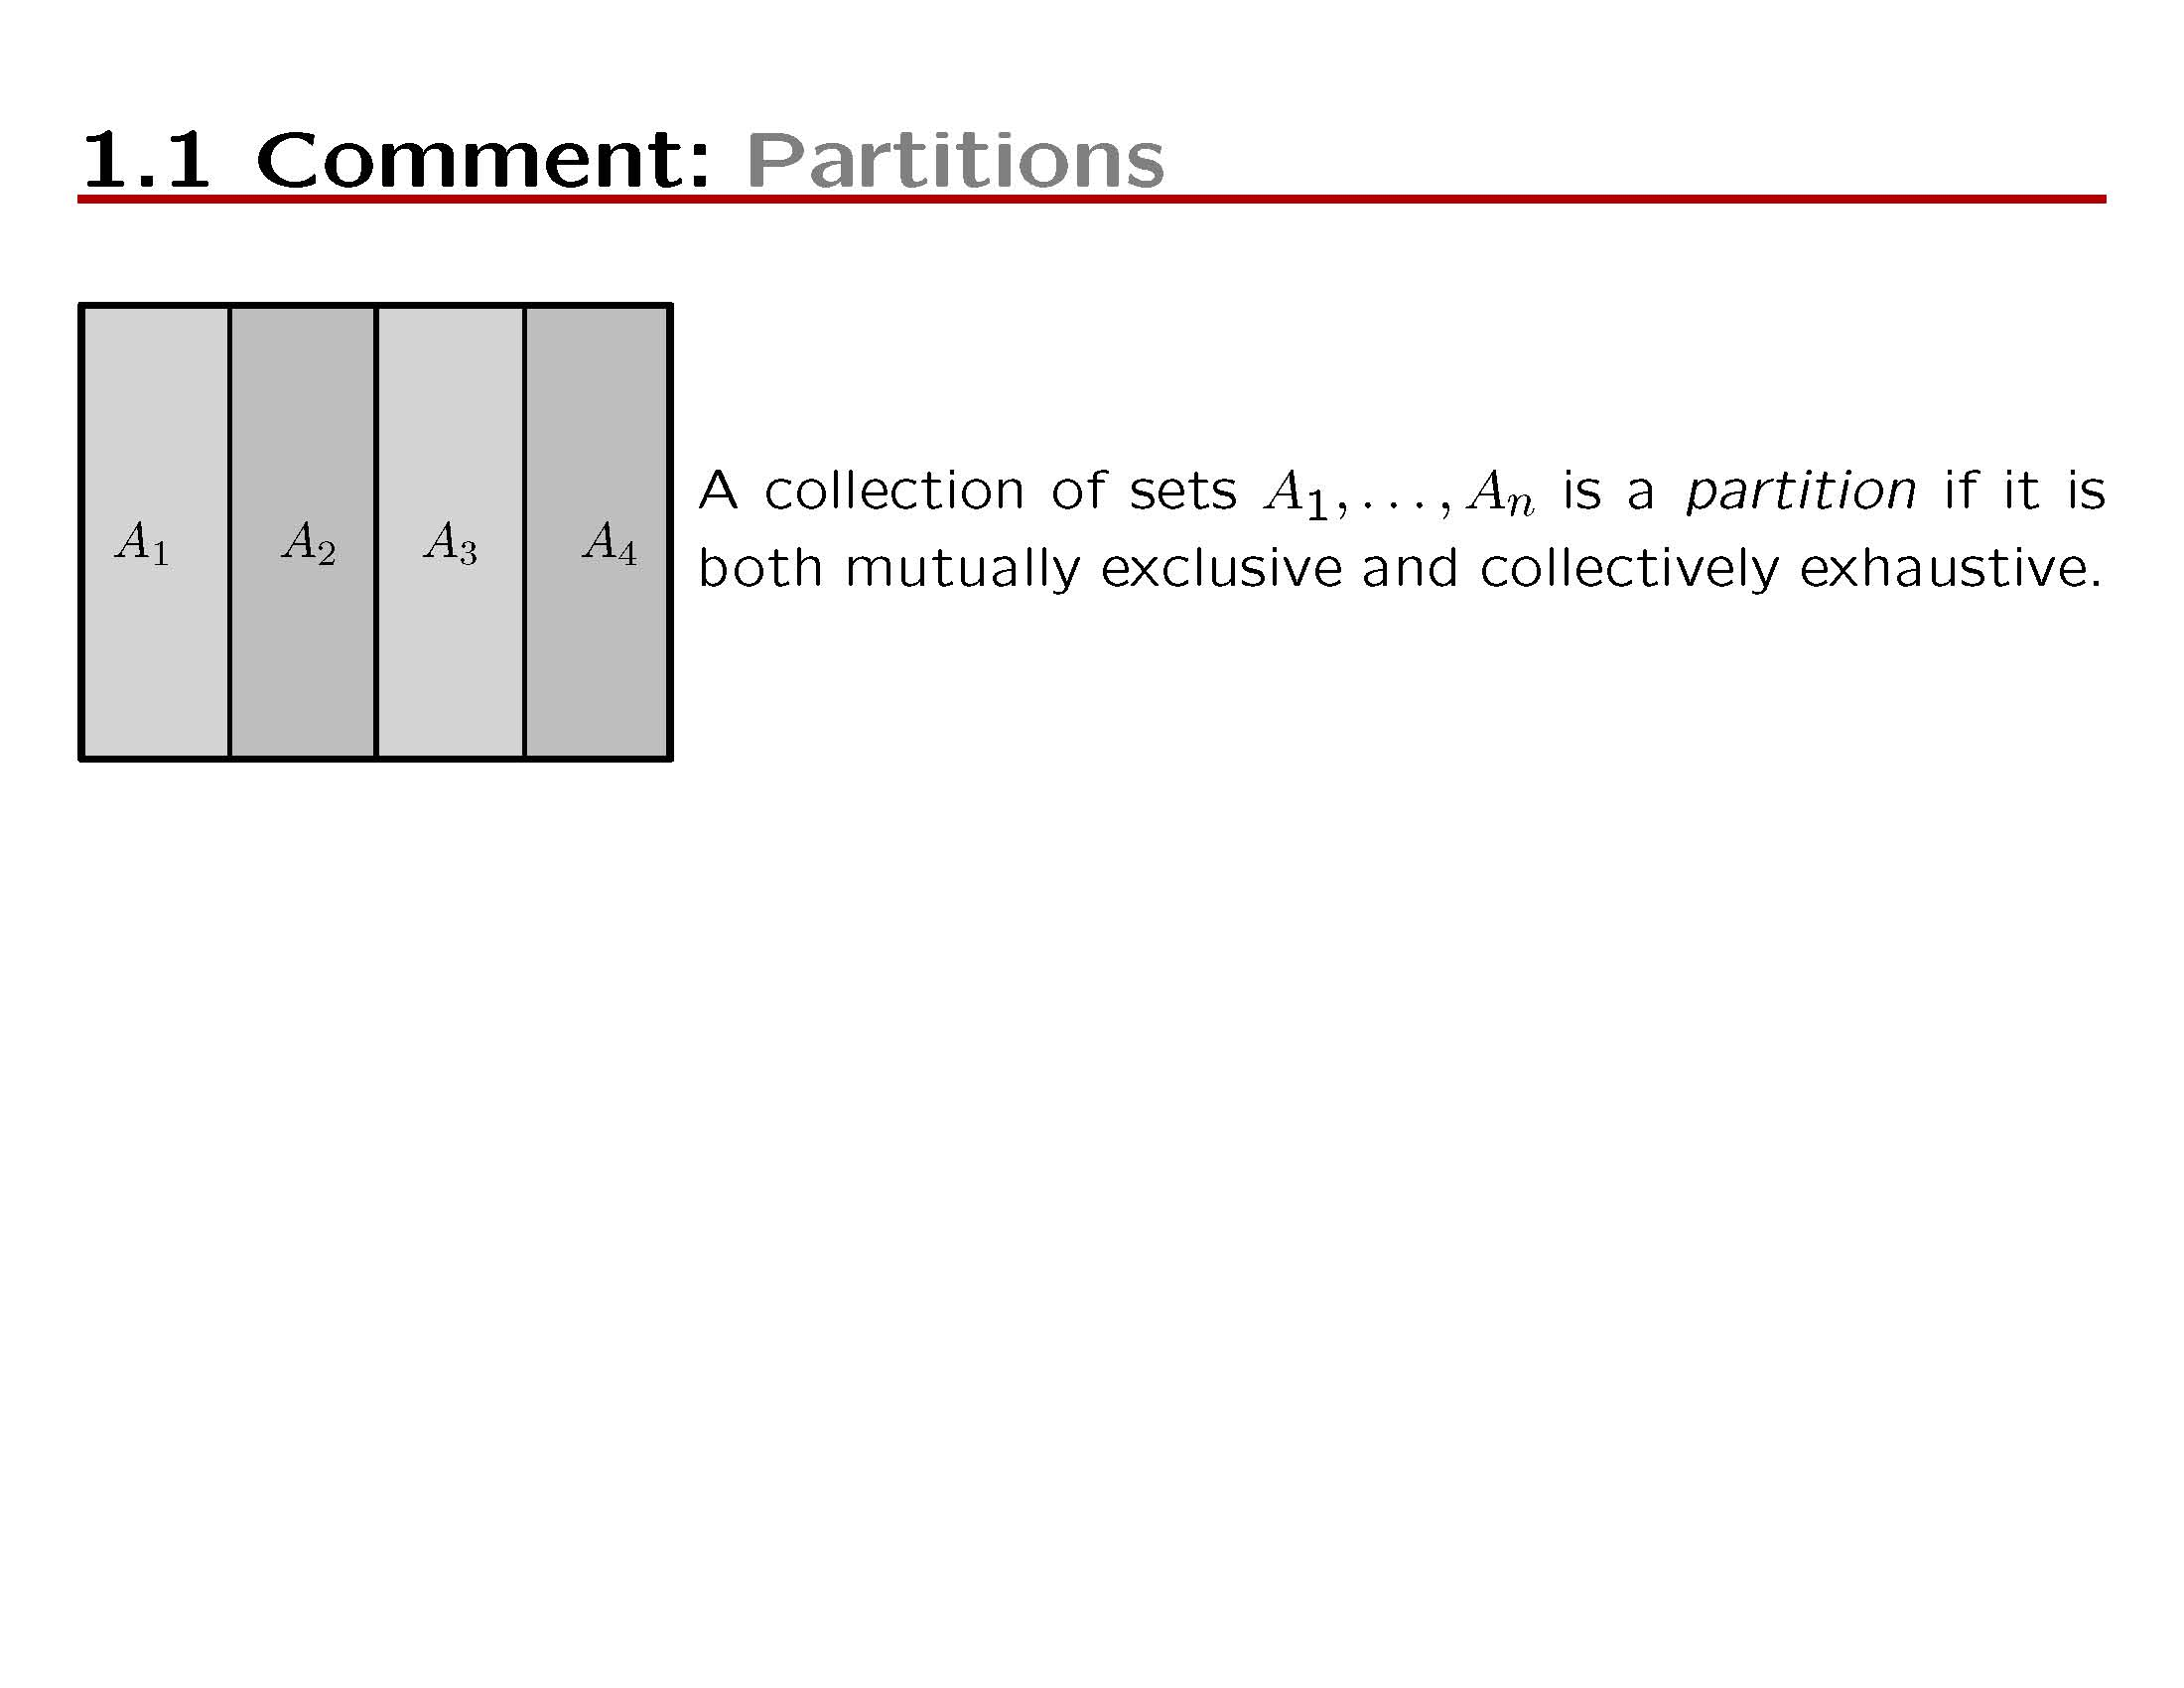 1.1 Comment: Partitions
A₁ A₂ A₃ A₄
A collection of sets A₁, . . . , Aₙ is a partition if it is
both mutually exclusive and collectively exhaustive.